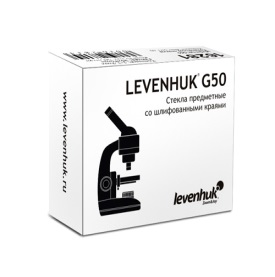 LEVENHUK® G50
Стекла предметные
со шлифованными краями
www.levenhuk.ru
levenhuk